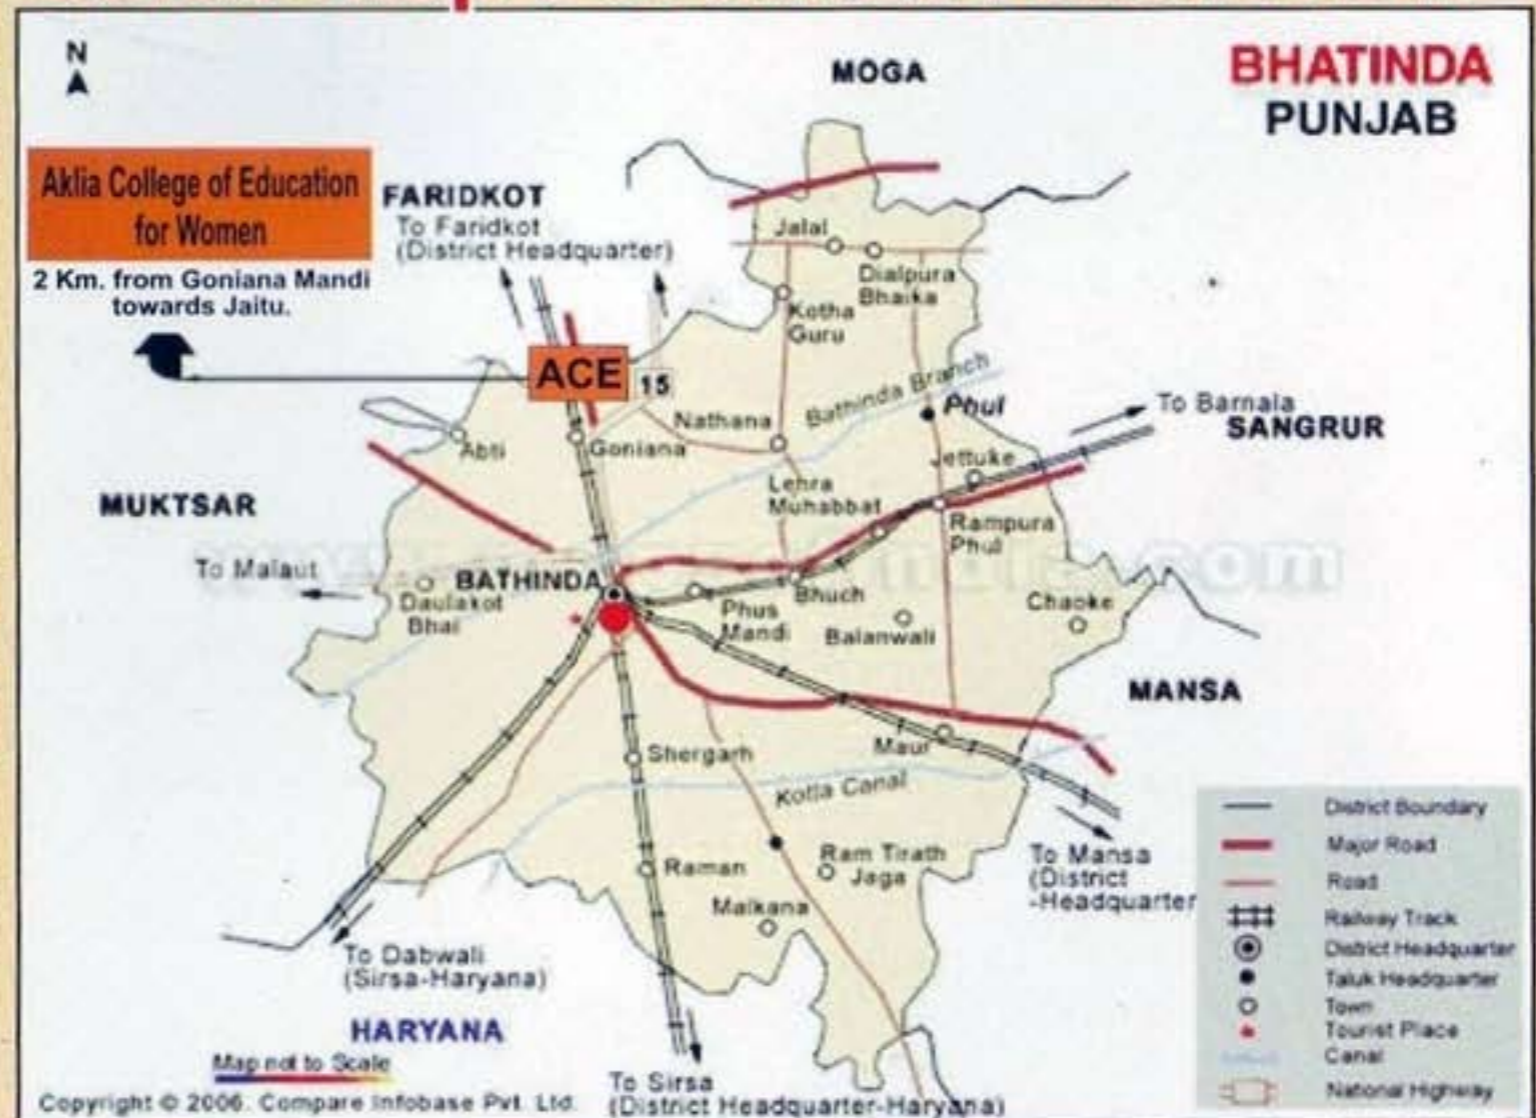 N
BHATINDA
PUNJAB
MOGA
Aklia College of Education
for Women
2 Km. from Goniana Mandi
towards Jaitu.
FARIDKOT
To Faridkot
(District Headquarter)
Jalal
Dialpura
Bhaika
Kotha
Guru
ACE
15
Bathinda Branch
Phul
Nathana
To Barnala
SANGRUR
Abti
Goniana
Jettuke
Lehra
Muhabbat
MUKTSAR
Rampura
Phul
To Malaut
BATHINDA
Daulakot
Bhai
Bhuch
Phus
Mandi
Balanwali
Chaoke
MANSA
Maur
Shergarh
Kotla Canal
Raman
Ram Tirath
Jaga
Malkana
To Mansa
(District
-Headquarter
To Dabwali
(Sirsa-Haryana)
HARYANA
Map not to Scale
To Sirsa
(District Headquarter-Haryana)
Copyright © 2006. Compare Infobase Pvt. Ltd.
District Boundary
Major Road
Road
Railway Track
District Headquarter
Taluk Headquarter
Town
Tourist Place
Canal
National Highway